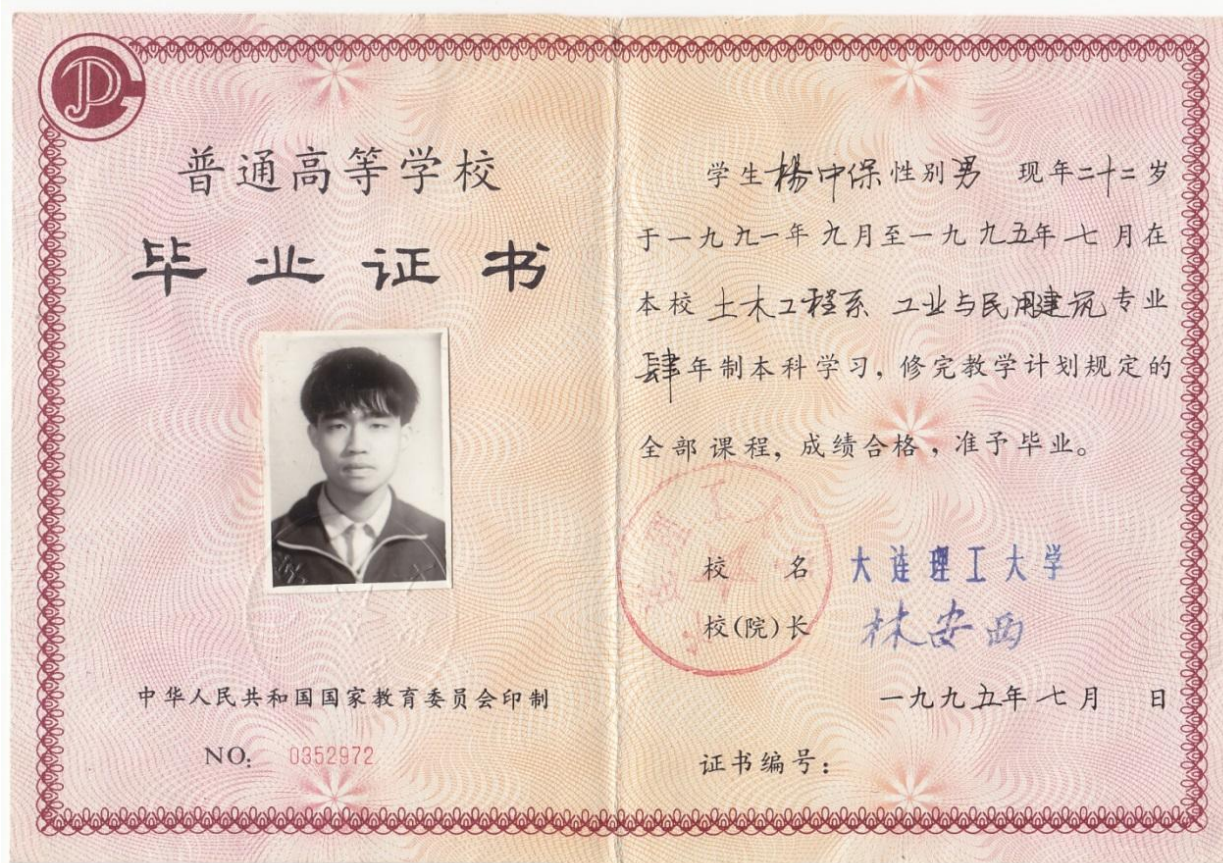 普通高等学校
毕业证书
中华人民共和国国家教育委员会印制
NO: 0352972
学生杨中保性别男 现年二十二岁
于一九九一年九月至一九九五年七月在
本校土木工程系 工业与民用建筑专业
肆年制本科学习，修完教学计划规定的
全部课程，成绩合格，准予毕业。
校 名 大连理工大学
校(院)长 林安西
一九九五年七月 日
证书编号：